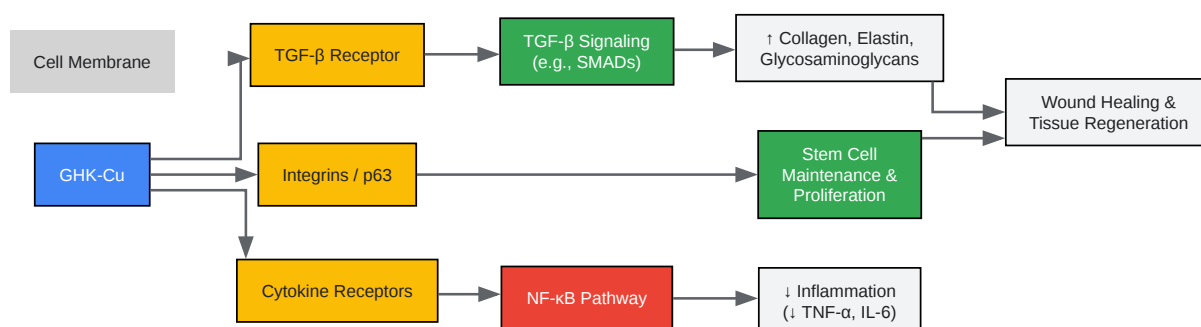 Cell Membrane
TGF-β Receptor
TGF-β Signaling
(e.g., SMADs)
↑ Collagen, Elastin,
Glycosaminoglycans
Wound Healing &
Tissue Regeneration
GHK-Cu
Integrins / p63
Stem Cell
Maintenance &
Proliferation
Cytokine Receptors
NF-κB Pathway
↓ Inflammation
(↓ TNF-α, IL-6)